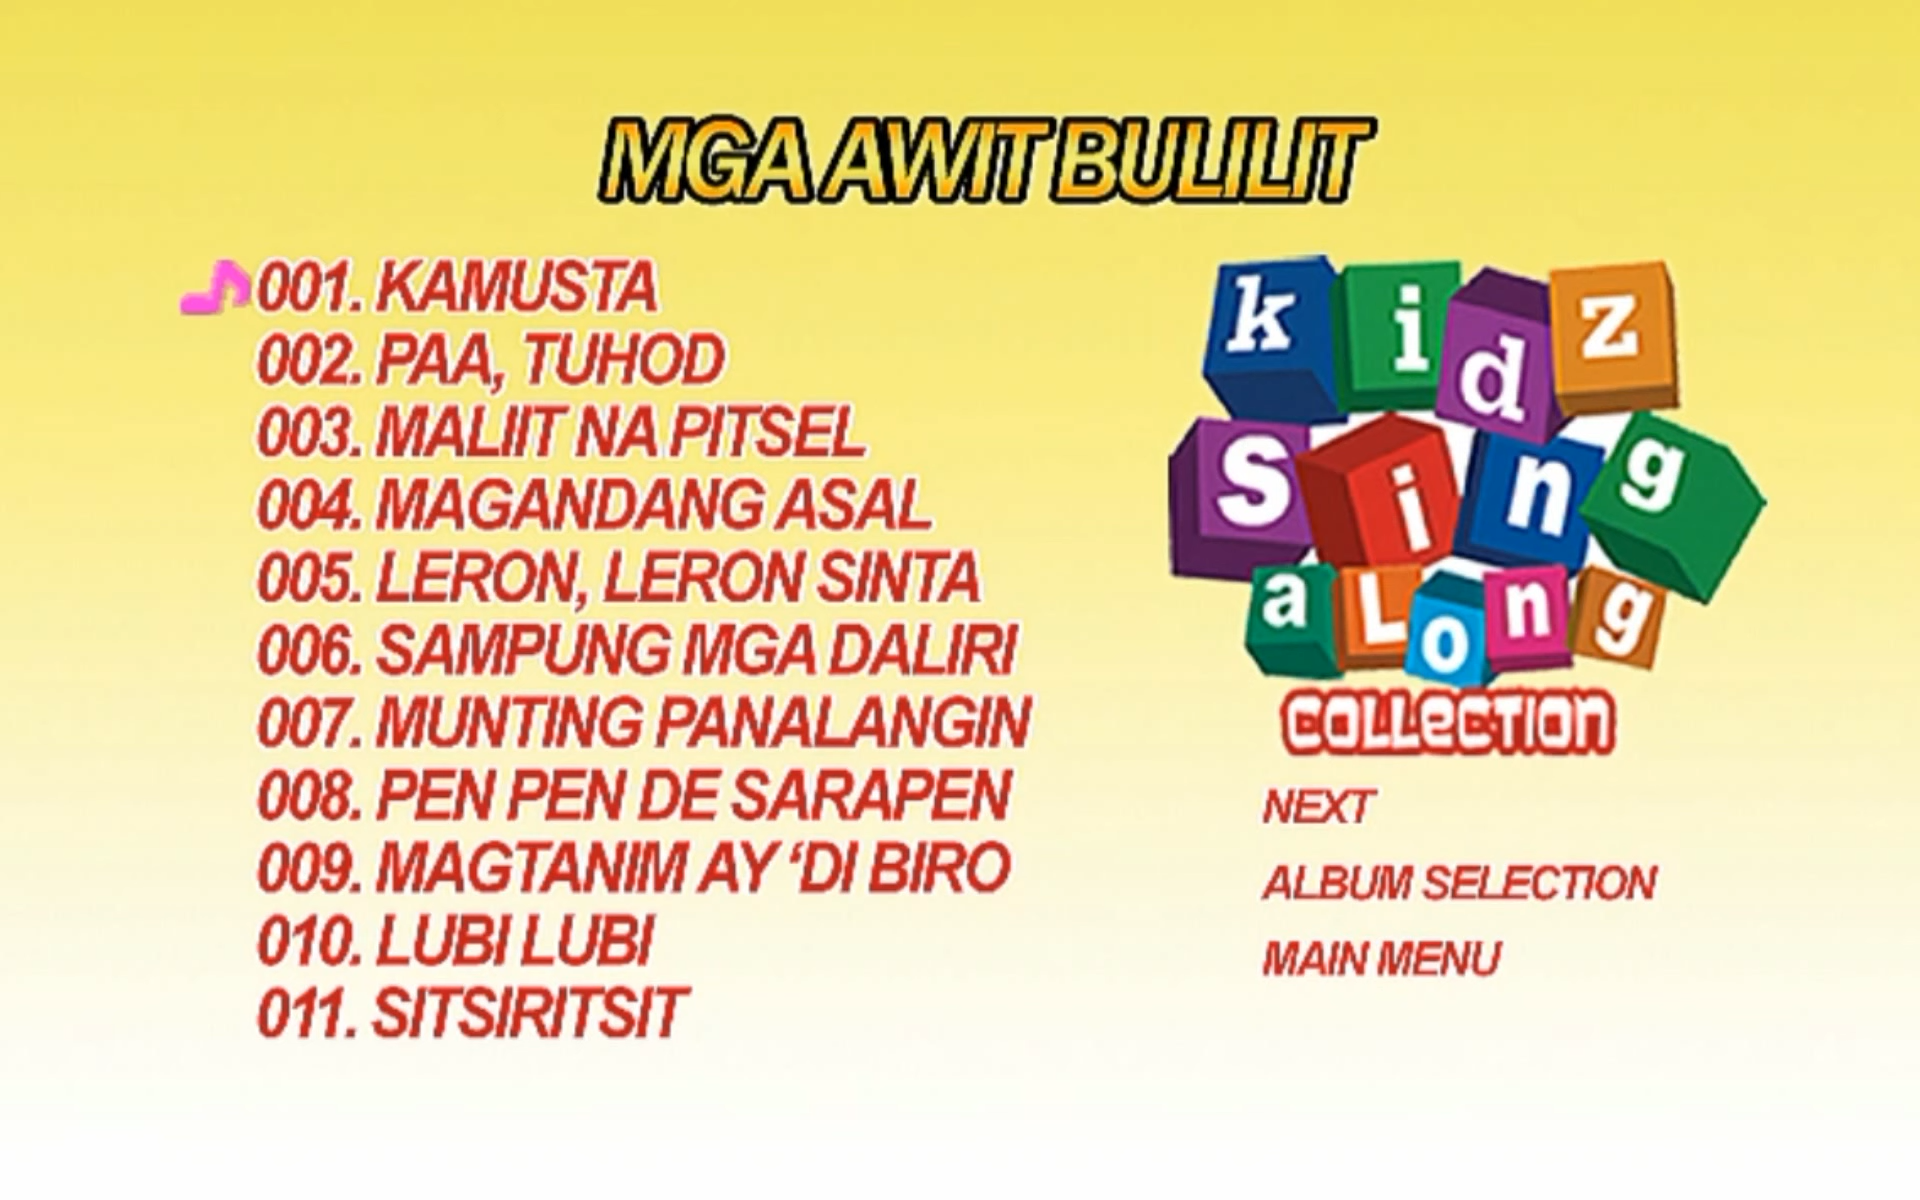 MGA AWIT BULILIT
001. KAMUSTA
002. PAA, TUHOD
003. MALIIT NA PITSEL
004. MAGANDANG ASAL
005. LERON, LERON SINTA
006. SAMPUNG MGA DALIRI
007. MUNTING PANALANGIN
008. PEN PEN DE SARAPEN
009. MAGTANIM AY ‘DI BIRO
010. LUBI LUBI
011. SITSIRITSIT
kidz
Sing
aLong
COLLeCTION
NEXT
ALBUM SELECTION
MAIN MENU